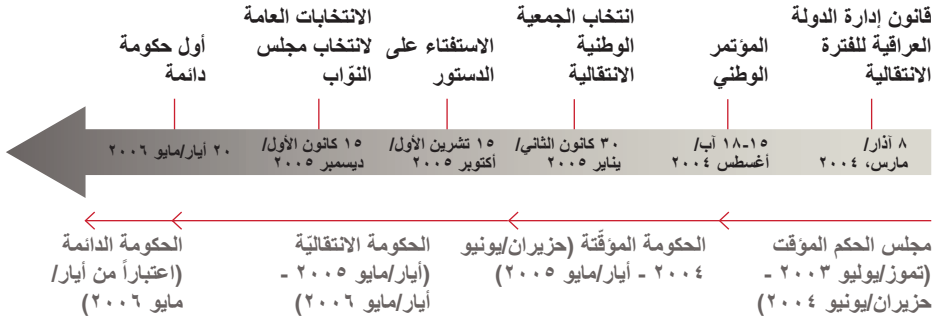 قانون إدارة الدولة
العراقية للفترة
الانتقالية
المؤتمر
الوطني
انتخاب الجمعية
الوطنية
الانتقالية
الاستفتاء على
الدستور
الانتخابات العامة
لانتخاب مجلس
النوّاب
أول حكومة
دائمة
٨ آذار/
مارس، ٢٠٠٤
١٥-١٨ آب/
أغسطس ٢٠٠٤
٣٠ كانون الثاني/
يناير ٢٠٠٥
١٥ تشرين الأول/
أكتوبر ٢٠٠٥
١٥ كانون الأول/
ديسمبر ٢٠٠٥
٢٠ أيار/مايو ٢٠٠٦
مجلس الحكم المؤقت
(تموز/يوليو ٢٠٠٣ -
حزيران/يونيو ٢٠٠٤)
الحكومة المؤقّتة (حزيران/يونيو
٢٠٠٤ - أيار/مايو ٢٠٠٥)
الحكومة الانتقاليّة
(أيار/مايو ٢٠٠٥ -
أيار/مايو ٢٠٠٦)
الحكومة الدائمة
(اعتباراً من أيار/
مايو ٢٠٠٦)